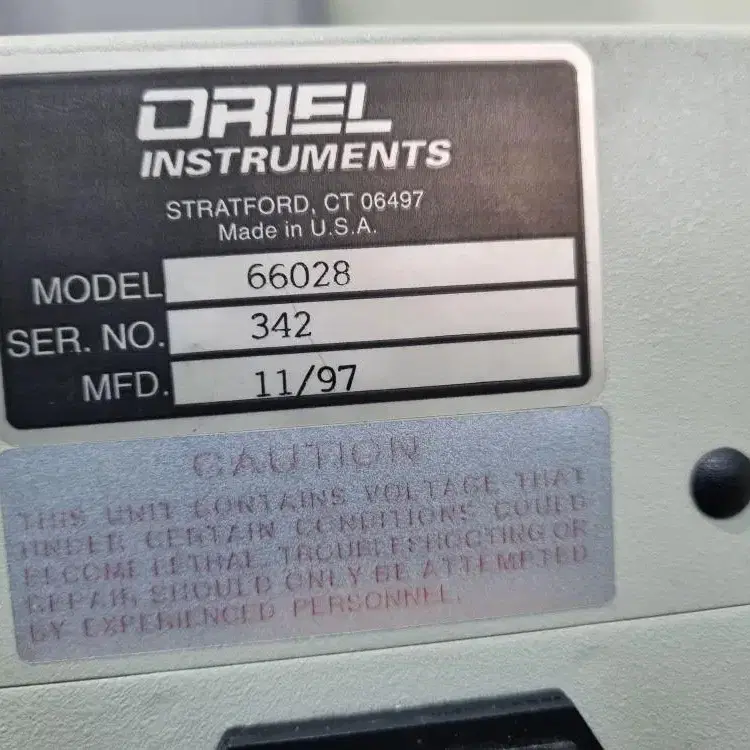 ORIEL
INSTRUMENTS
STRATFORD, CT 06497
Made in U.S.A.
MODEL 66028
SER. NO. 342
MFD. 11/97
CAUTION
THIS UNIT CONTAINS VOLTAGE THAT
UNDER CERTAIN CONDITIONS COULD
BECOME LETHAL. TROUBLESHOOTING OR
REPAIR SHOULD ONLY BE ATTEMPTED
BY EXPERIENCED PERSONNEL.